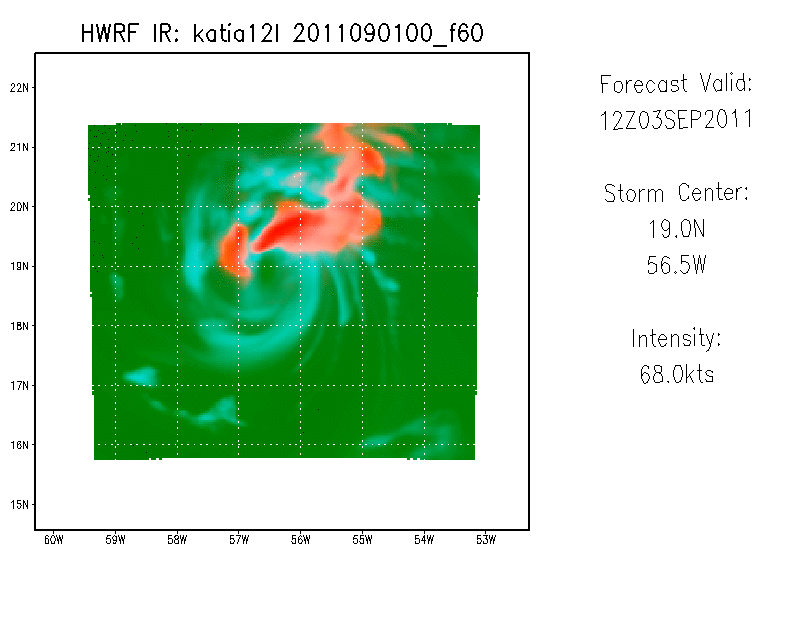 HWRF IR: katia12l 2011090100_f60
Forecast Valid:
12Z03SEP2011
Storm Center:
19.0N
56.5W
Intensity:
68.0kts
22N
21N
20N
19N
18N
17N
16N
15N
60W 59W 58W 57W 56W 55W 54W 53W